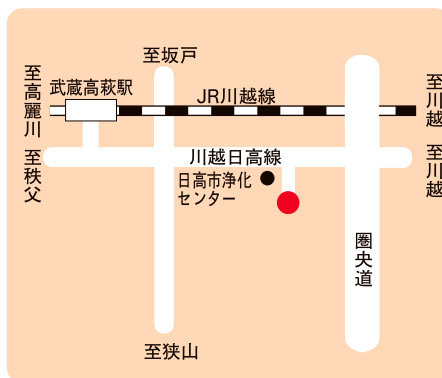 至坂戸
至高麗川
武蔵高萩駅
JR川越線
至川越
至秩父
川越日高線
至川越
日高市浄化
センター
圏央道
至狭山